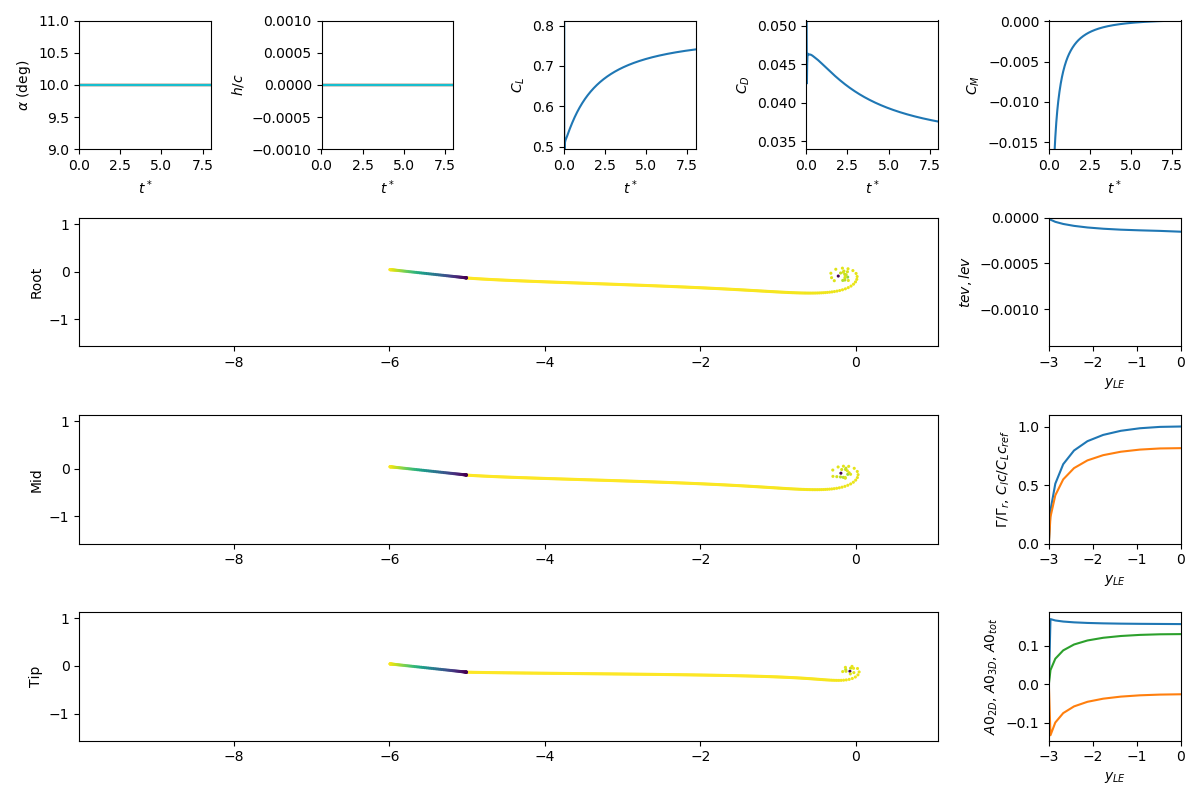 α (deg)
11.0
10.5
10.0
9.5
9.0
0.0 2.5 5.0 7.5
t*
h/c
0.0010
0.0005
0.0000
−0.0005
−0.0010
0.0 2.5 5.0 7.5
t*
C_L
0.8
0.7
0.6
0.5
0.0 2.5 5.0 7.5
t*
C_D
0.050
0.045
0.040
0.035
0.0 2.5 5.0 7.5
t*
C_M
0.000
−0.005
−0.010
−0.015
0.0 2.5 5.0 7.5
t*
Root
1
0
−1
−8 −6 −4 −2 0
tev, lev
0.0000
−0.0005
−0.0010
−3 −2 −1 0
y_LE
Mid
1
0
−1
−8 −6 −4 −2 0
Γ/Γ_r, C_lc/C_Lc_ref
1.0
0.5
0.0
−3 −2 −1 0
y_LE
Tip
1
0
−1
−8 −6 −4 −2 0
A0_2D, A0_3D, A0_tot
0.1
0.0
−0.1
−3 −2 −1 0
y_LE